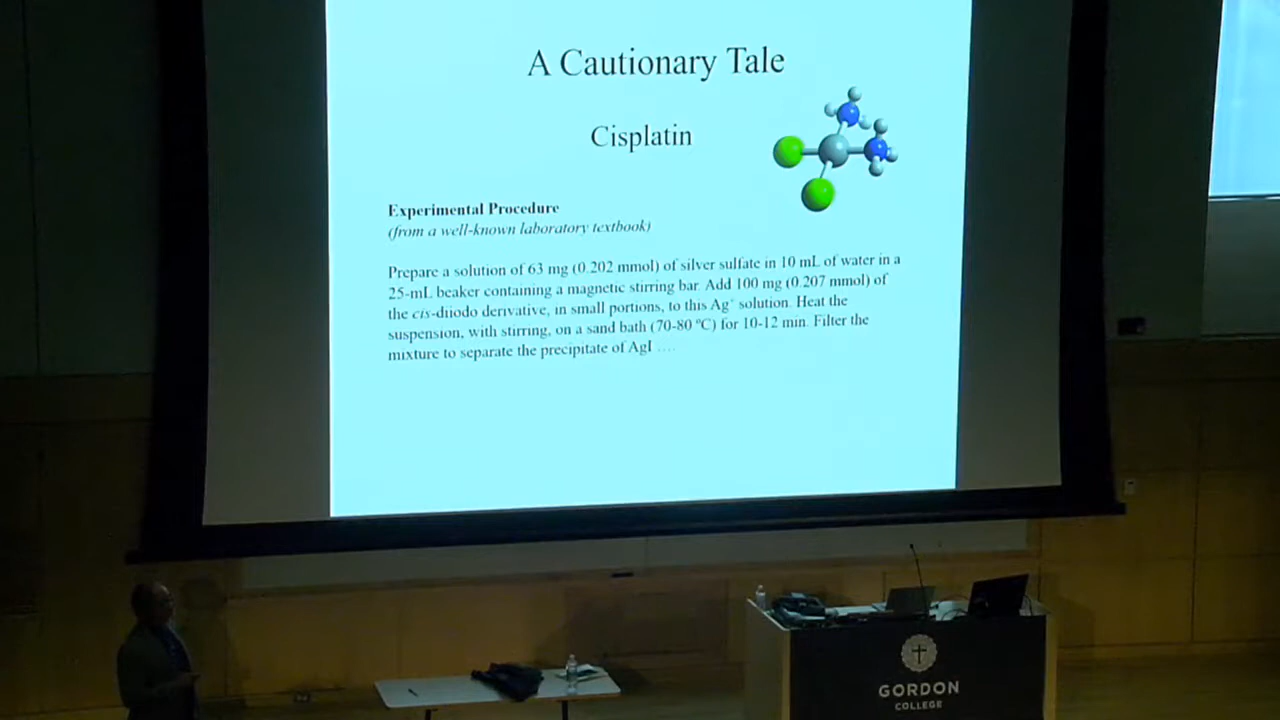 A Cautionary Tale
Cisplatin
Experimental Procedure
(from a well-known laboratory textbook)
Prepare a solution of 63 mg (0.202 mmol) of silver sulfate in 10 mL of water in a
25-mL beaker containing a magnetic stirring bar. Add 100 mg (0.207 mmol) of
the cis-diiodo derivative, in small portions, to this Ag⁺ solution. Heat the
suspension, with stirring, on a sand bath (70-80 ºC) for 10-12 min. Filter the
mixture to separate the precipitate of AgI ....
GORDON
COLLEGE